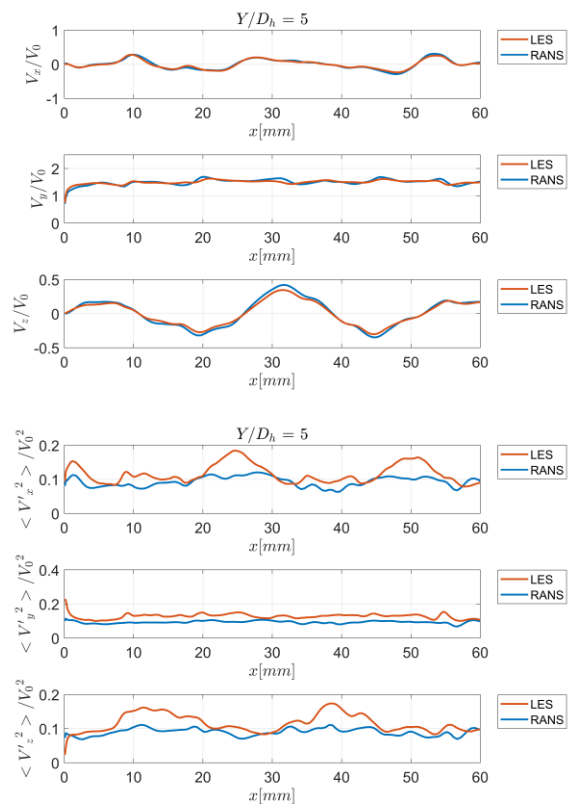 Y/D_h = 5
V_x/V_0
1
0
-1
0 10 20 30 40 50 60
x[mm]
LES
RANS
V_y/V_0
2
1
0
0 10 20 30 40 50 60
x[mm]
LES
RANS
V_z/V_0
0.5
0
-0.5
0 10 20 30 40 50 60
x[mm]
LES
RANS
Y/D_h = 5
< V'_x^2 > /V_0^2
0.2
0.1
0
0 10 20 30 40 50 60
x[mm]
LES
RANS
< V'_y^2 > /V_0^2
0.4
0.2
0
0 10 20 30 40 50 60
x[mm]
LES
RANS
< V'_z^2 > /V_0^2
0.2
0.1
0
0 10 20 30 40 50 60
x[mm]
LES
RANS